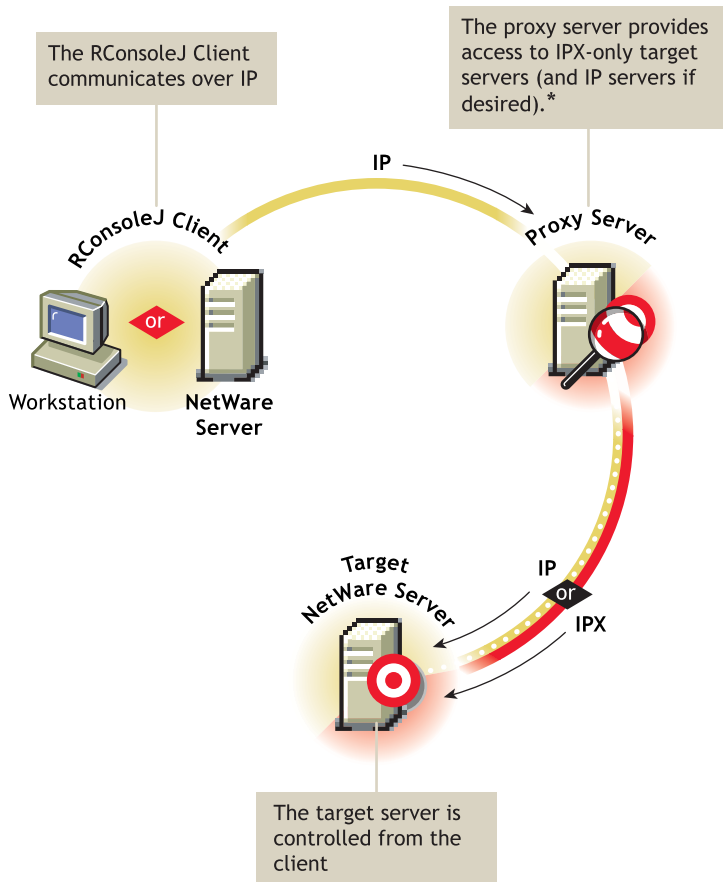 The RConsoleJ Client
communicates over IP
The proxy server provides
access to IPX-only target
servers (and IP servers if
desired).*
IP
RConsoleJ Client
Proxy Server
or
Workstation
NetWare
Server
Target
NetWare Server
IP
or
IPX
The target server is
controlled from the
client